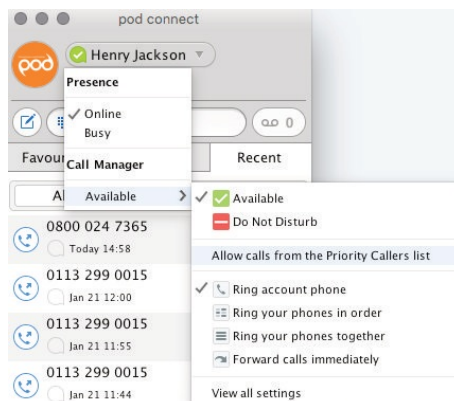 pod connect
pod
Henry Jackson
Presence
Online
Busy
0
Call Manager
Recent
Available
Available
Do Not Disturb
Allow calls from the Priority Callers list
Ring account phone
Ring your phones in order
Ring your phones together
Forward calls immediately
View all settings
0800 024 7365
Today 14:58
0113 299 0015
Jan 21 12:00
0113 299 0015
Jan 21 11:55
0113 299 0015
Jan 21 11:44